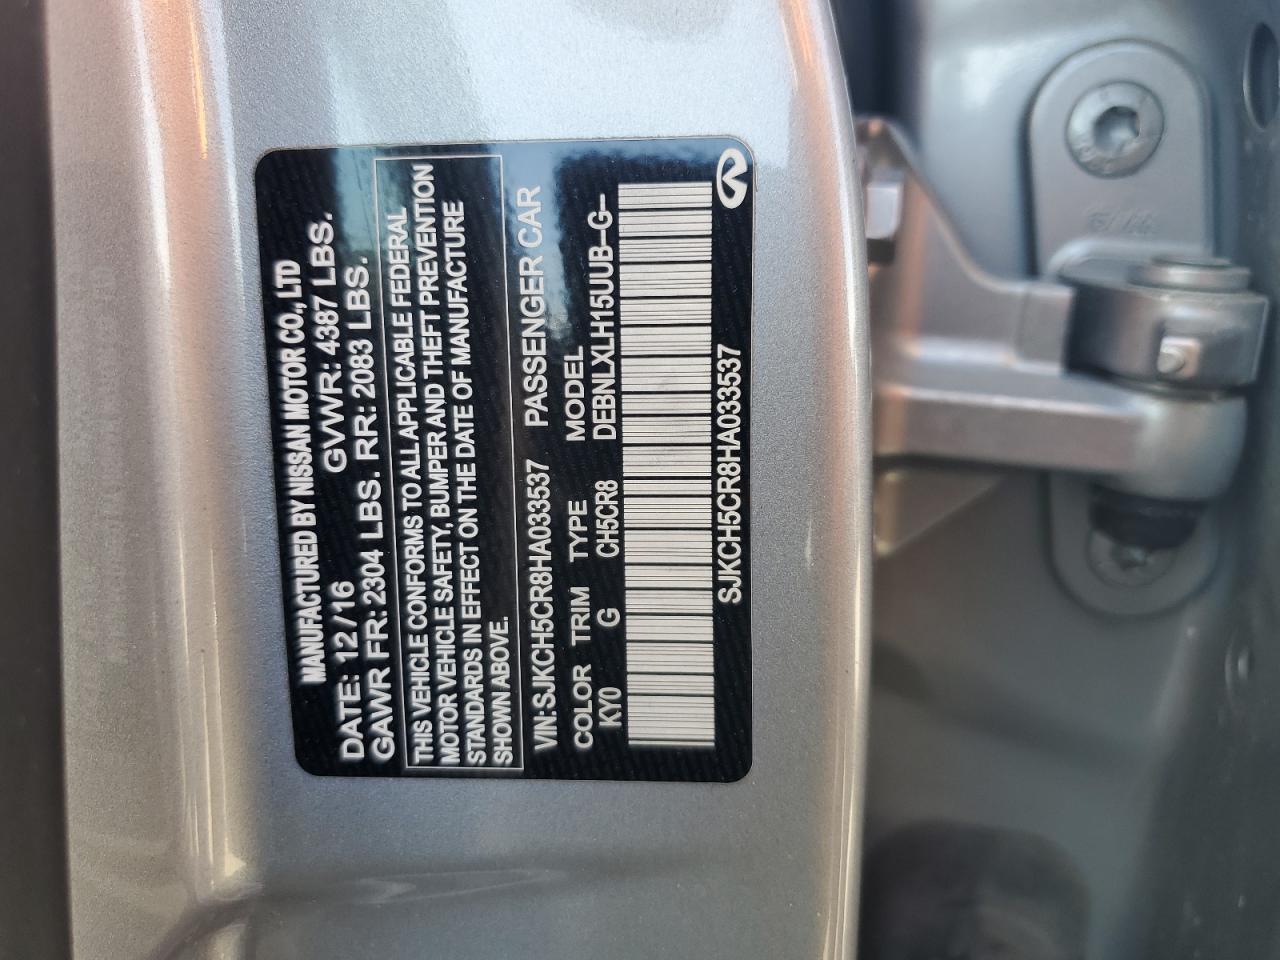 MANUFACTURED BY NISSAN MOTOR CO., LTD
DATE: 12/16 GVWR: 4387 LBS.
GAWR FR: 2304 LBS. RR: 2083 LBS.
THIS VEHICLE CONFORMS TO ALL APPLICABLE FEDERAL
MOTOR VEHICLE SAFETY, BUMPER AND THEFT PREVENTION
STANDARDS IN EFFECT ON THE DATE OF MANUFACTURE
SHOWN ABOVE.
VIN: SJKCH5CR8HA033537 PASSENGER CAR
COLOR TRIM TYPE MODEL
KY0 G CH5CR8 DEBNLXLH15UUB-G-
SJKCH5CR8HA033537